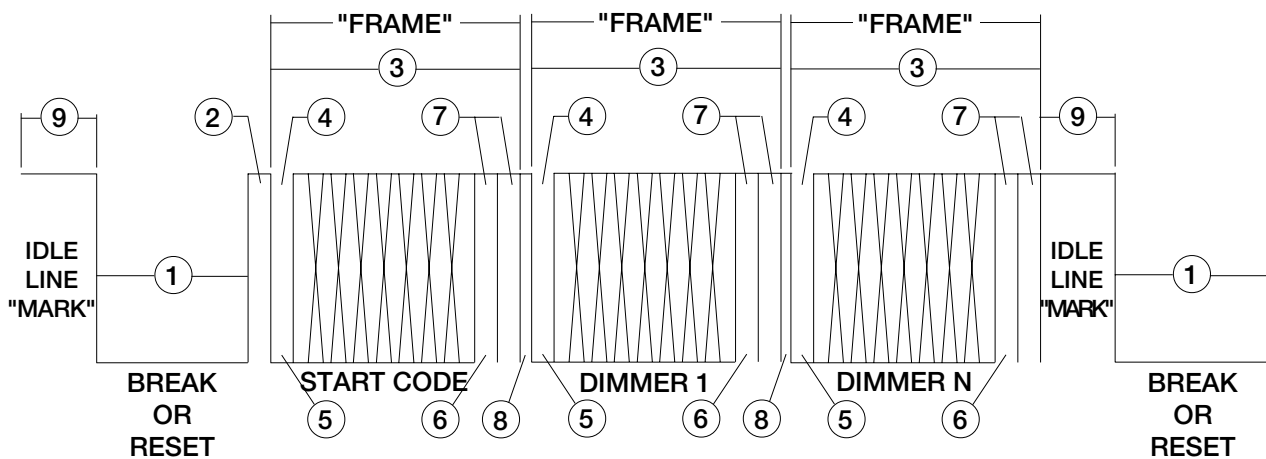 "FRAME" "FRAME" "FRAME"
3 3 3
9 2 4 7 4 7 4 7 9
IDLE
LINE
"MARK"
1
IDLE
LINE
"MARK"
1
START CODE DIMMER 1 DIMMER N
BREAK
OR
RESET
5 6 8 5 6 8 5 6
BREAK
OR
RESET